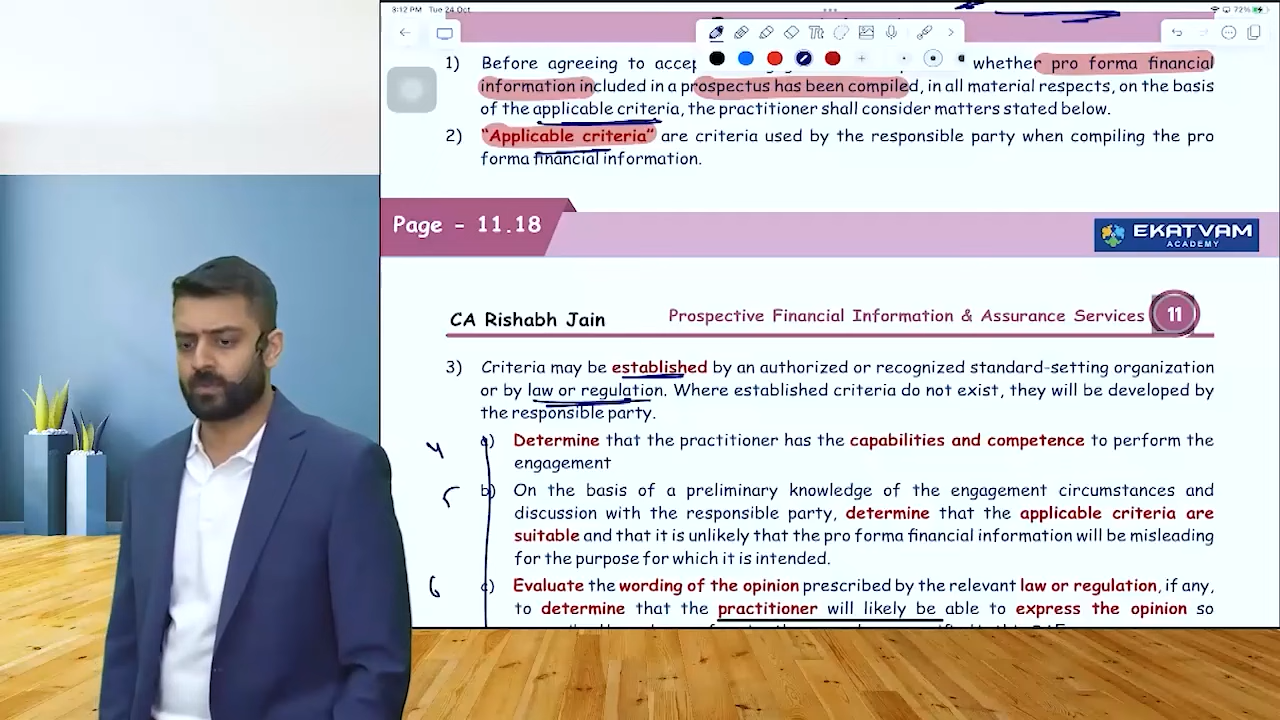 3:12 PM Tue 24 Oct
72%
1) Before agreeing to whether pro forma financial
information included in a prospectus has been compiled, in all material respects, on the basis
of the applicable criteria, the practitioner shall consider matters stated below.
2) "Applicable criteria" are criteria used by the responsible party when compiling the pro
forma financial information.
Page - 11.18
EKATVAM
ACADEMY
CA Rishabh Jain Prospective Financial Information & Assurance Services 11
3) Criteria may be established by an authorized or recognized standard-setting organization
or by law or regulation. Where established criteria do not exist, they will be developed by
the responsible party.
4 a) Determine that the practitioner has the capabilities and competence to perform the
engagement
b) On the basis of a preliminary knowledge of the engagement circumstances and
discussion with the responsible party, determine that the applicable criteria are
suitable and that it is unlikely that the pro forma financial information will be misleading
for the purpose for which it is intended.
6 c) Evaluate the wording of the opinion prescribed by the relevant law or regulation, if any,
to determine that the practitioner will likely be able to express the opinion so